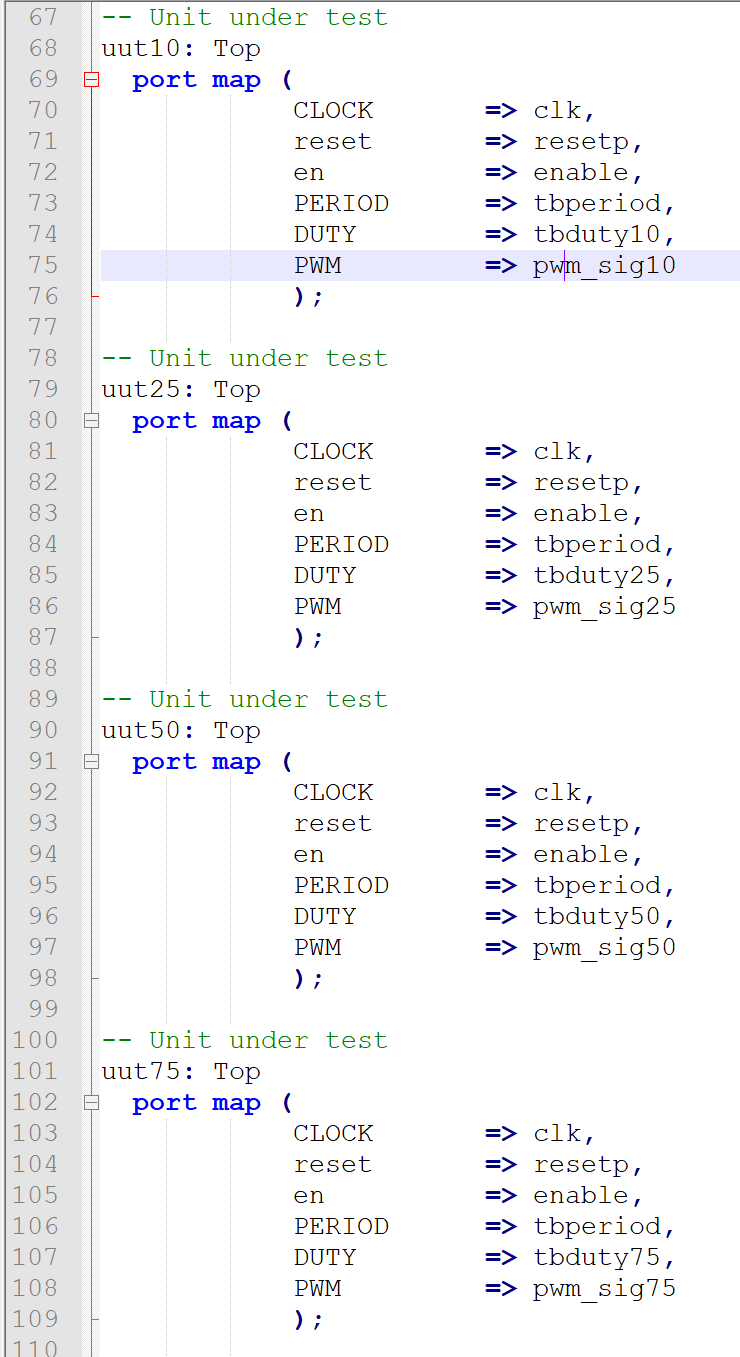 67 -- Unit under test
68 uut10: Top
69 port map (
70 CLOCK => clk,
71 reset => resetp,
72 en => enable,
73 PERIOD => tbperiod,
74 DUTY => tbduty10,
75 PWM => pwm_sig10
76 );
77
78 -- Unit under test
79 uut25: Top
80 port map (
81 CLOCK => clk,
82 reset => resetp,
83 en => enable,
84 PERIOD => tbperiod,
85 DUTY => tbduty25,
86 PWM => pwm_sig25
87 );
88
89 -- Unit under test
90 uut50: Top
91 port map (
92 CLOCK => clk,
93 reset => resetp,
94 en => enable,
95 PERIOD => tbperiod,
96 DUTY => tbduty50,
97 PWM => pwm_sig50
98 );
99
100 -- Unit under test
101 uut75: Top
102 port map (
103 CLOCK => clk,
104 reset => resetp,
105 en => enable,
106 PERIOD => tbperiod,
107 DUTY => tbduty75,
108 PWM => pwm_sig75
109 );
110